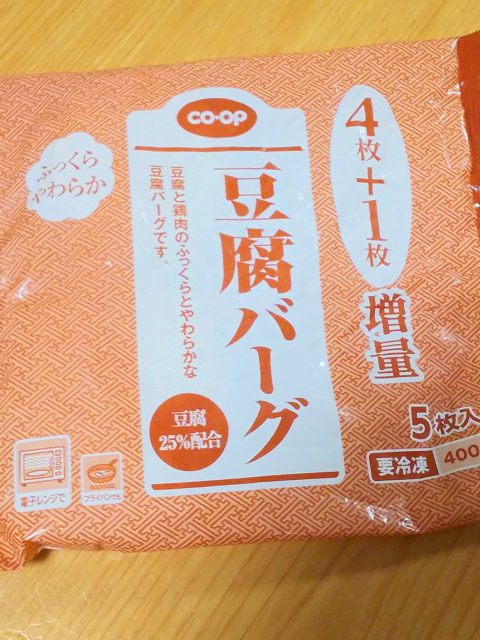 CO-OP
ふっくら
やわらか
豆腐バーグ
豆腐と鶏肉のふっくらとやわらかな
豆腐バーグです。
豆腐
25%配合
4枚+1枚
増量
5枚入
要冷凍
400
電子レンジで
フライパンでも